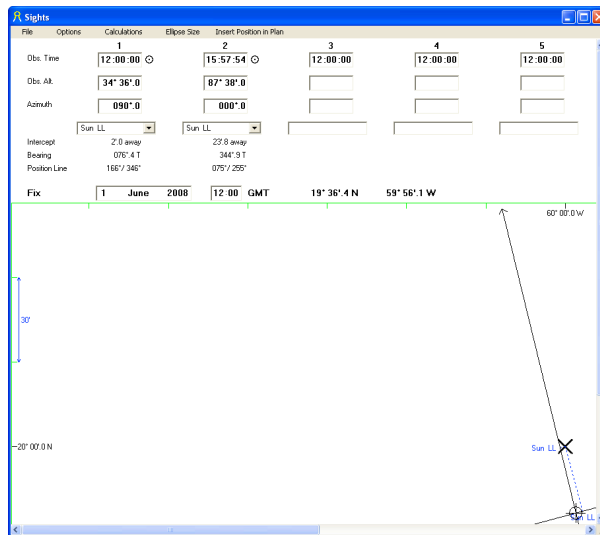 Sights
File Options Calculations Ellipse Size Insert Position in Plan
1 2 3 4 5
Obs. Time 12:00:00 15:57:54 12:00:00 12:00:00 12:00:00
Obs. Alt. 34° 36'.0 87° 38'.0
Azimuth 090°.0 000°.0
Sun LL Sun LL
Intercept 2'.0 away 23'.8 away
Bearing 076°.4 T 344°.9 T
Position Line 166°/ 346° 075°/ 255°
Fix 1 June 2008 12:00 GMT 19° 36'.4 N 59° 56'.1 W
60° 00'.0 W
30'
20° 00'.0 N
Sun LL
Sun LL